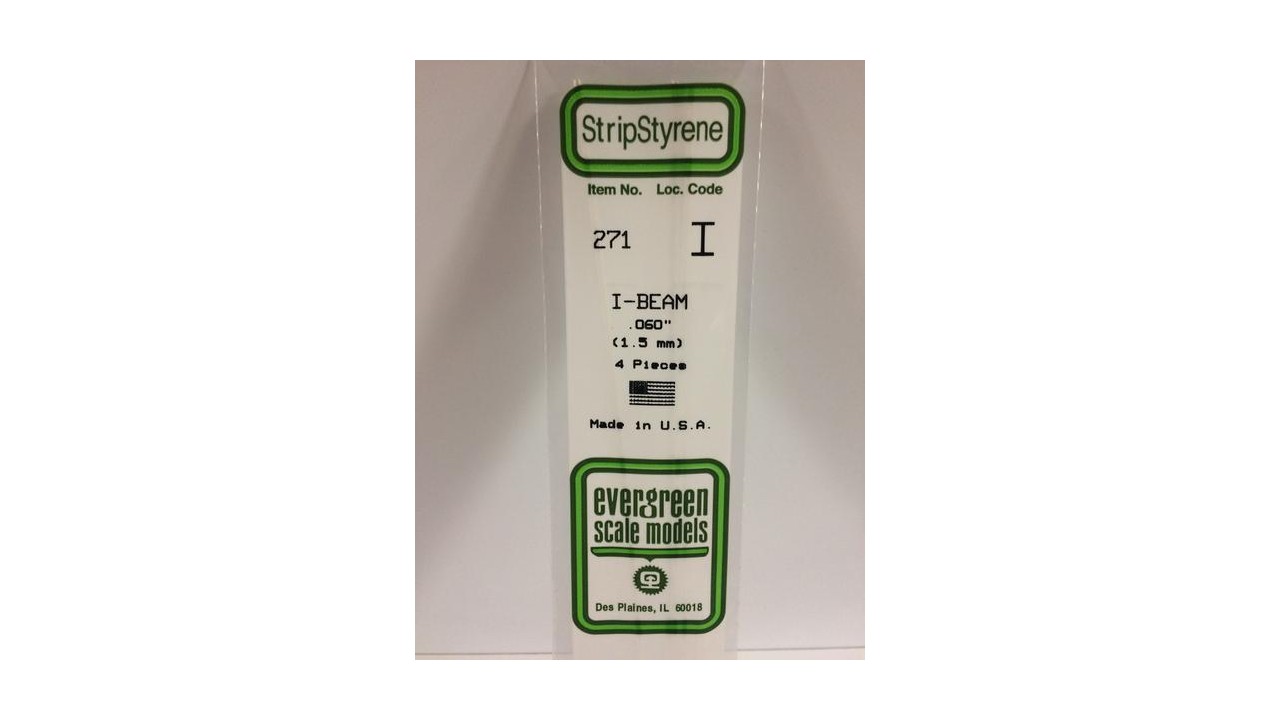 StripStyrene
Item No. Loc. Code
271 I
I-BEAM
.060"
(1.5 mm)
4 Pieces
Made in U.S.A.
evergreen
scale models
Des Plaines, IL 60018